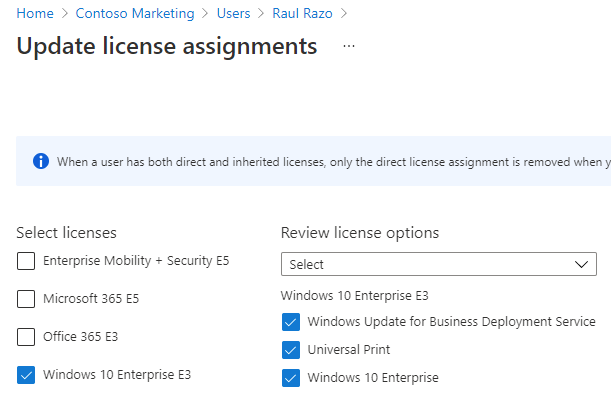 Home > Contoso Marketing > Users > Raul Razo >
Update license assignments ...
When a user has both direct and inherited licenses, only the direct license assignment is removed when y
Select licenses
Enterprise Mobility + Security E5
Microsoft 365 E5
Office 365 E3
Windows 10 Enterprise E3
Review license options
Select
Windows 10 Enterprise E3
Windows Update for Business Deployment Service
Universal Print
Windows 10 Enterprise